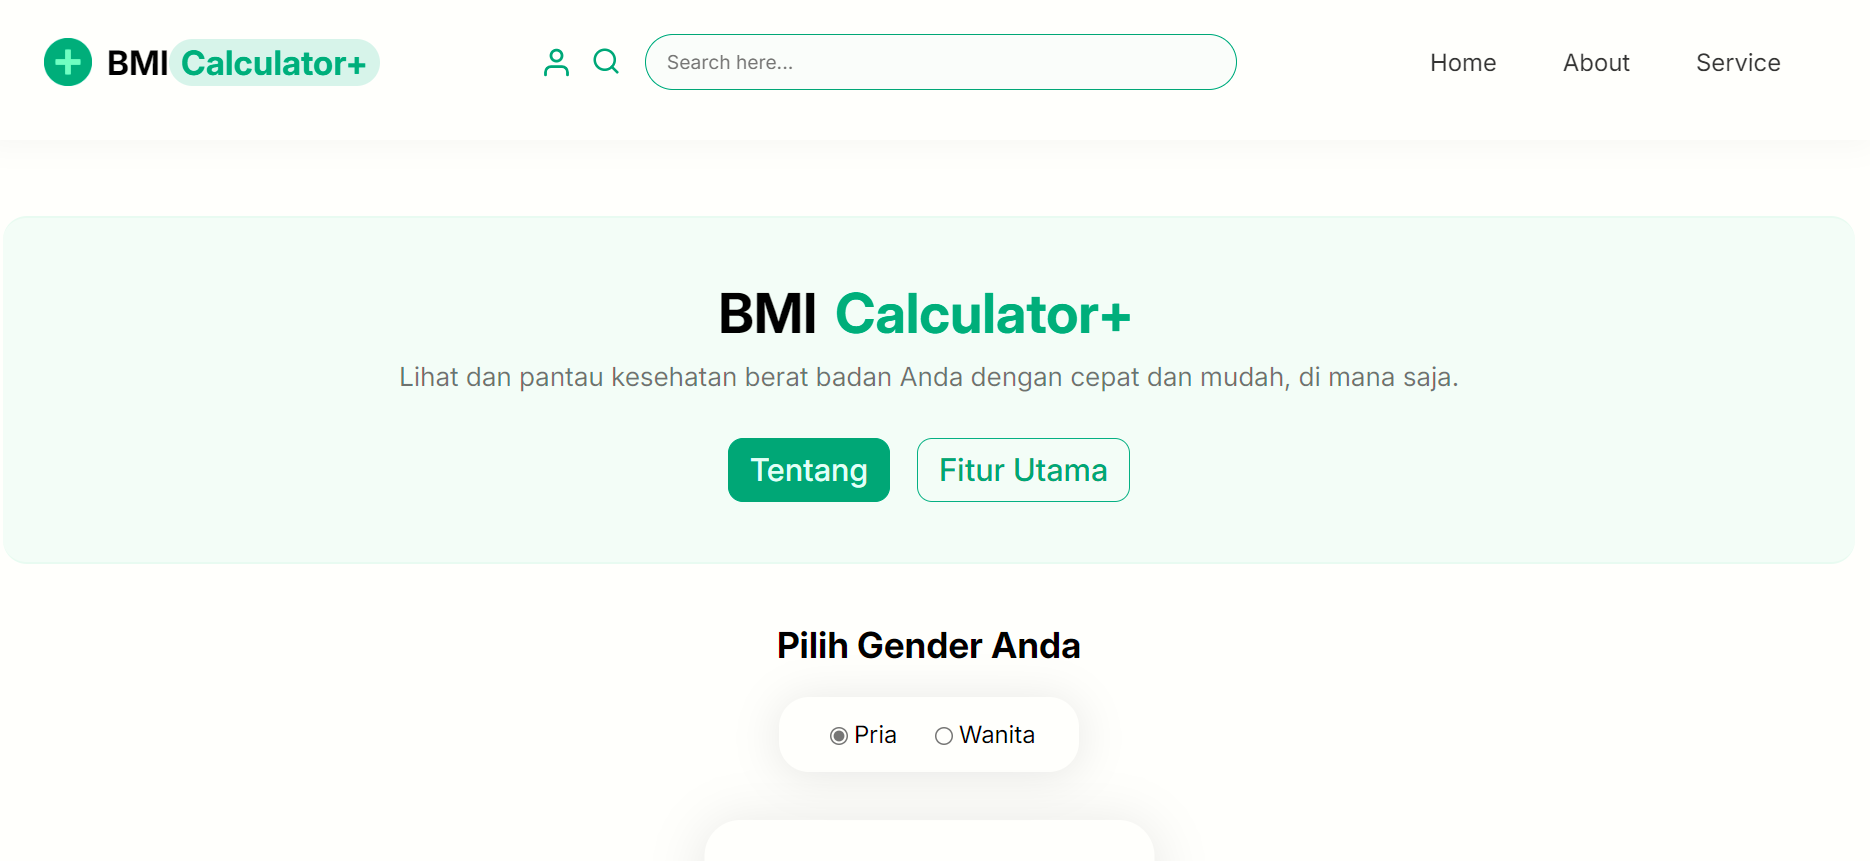 BMI Calculator+
Search here...
Home About Service
BMI Calculator+
Lihat dan pantau kesehatan berat badan Anda dengan cepat dan mudah, di mana saja.
Tentang Fitur Utama
Pilih Gender Anda
Pria Wanita